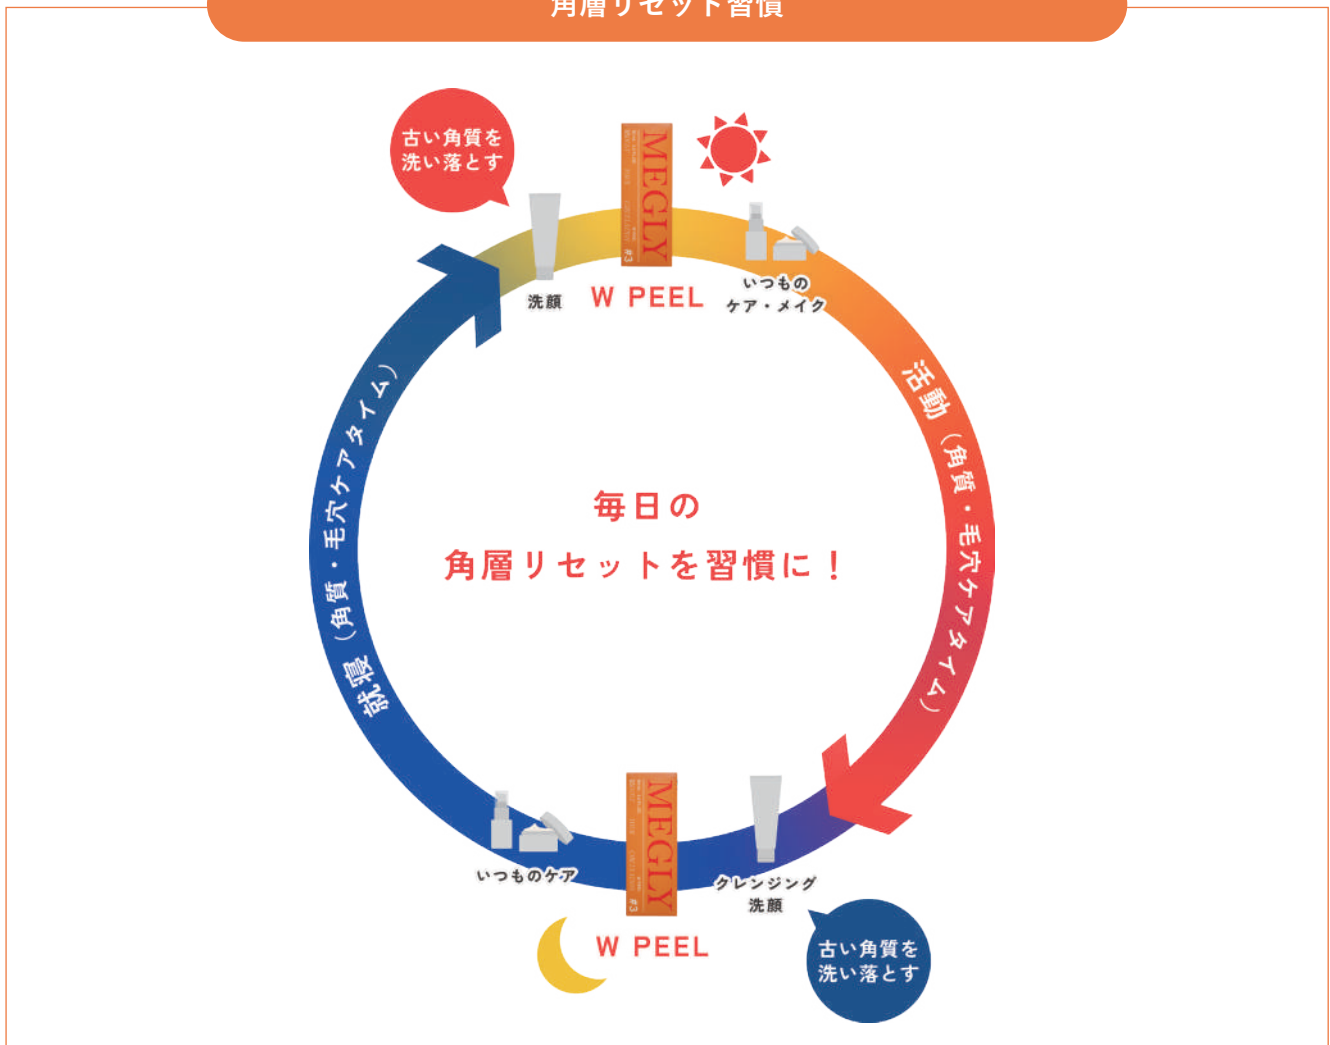 角層リセット習慣
古い角質を
洗い落とす
MEGLY
#3
洗顔
W PEEL
いつもの
ケア・メイク
活動（角質・毛穴ケアタイム）
毎日の
角層リセットを習慣に！
就寝（角質・毛穴ケアタイム）
クレンジング
洗顔
古い角質を
洗い落とす
MEGLY
#3
W PEEL
いつものケア